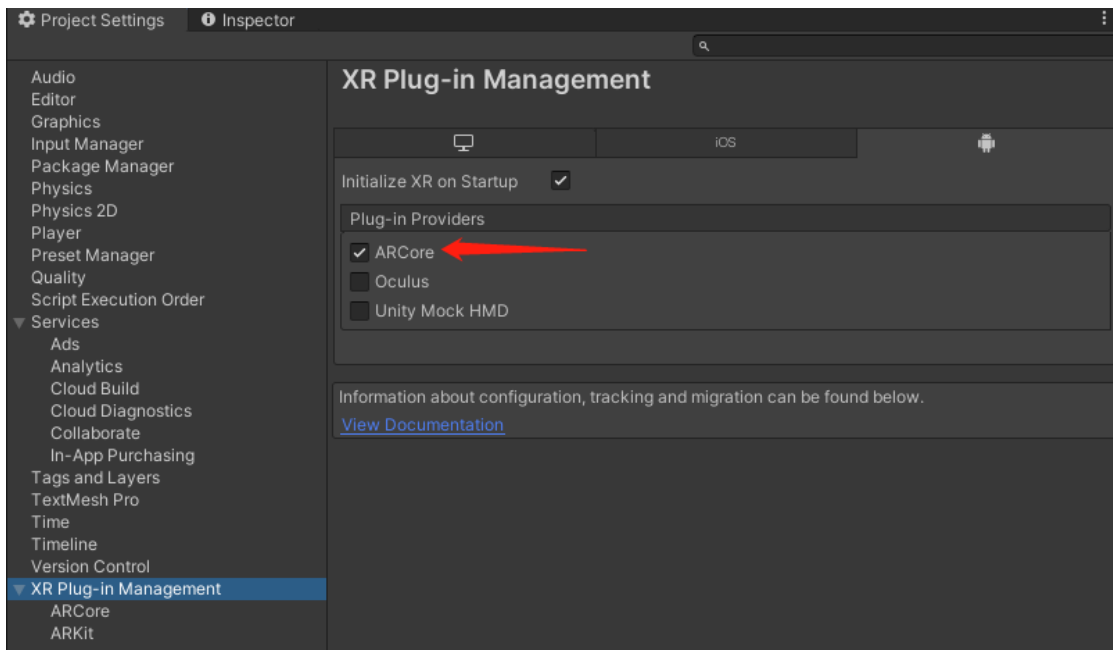 Project Settings
Inspector
Audio
Editor
Graphics
Input Manager
Package Manager
Physics
Physics 2D
Player
Preset Manager
Quality
Script Execution Order
Services
Ads
Analytics
Cloud Build
Cloud Diagnostics
Collaborate
In-App Purchasing
Tags and Layers
TextMesh Pro
Time
Timeline
Version Control
XR Plug-in Management
ARCore
ARKit
XR Plug-in Management
iOS
Initialize XR on Startup
Plug-in Providers
ARCore
Oculus
Unity Mock HMD
Information about configuration, tracking and migration can be found below.
View Documentation